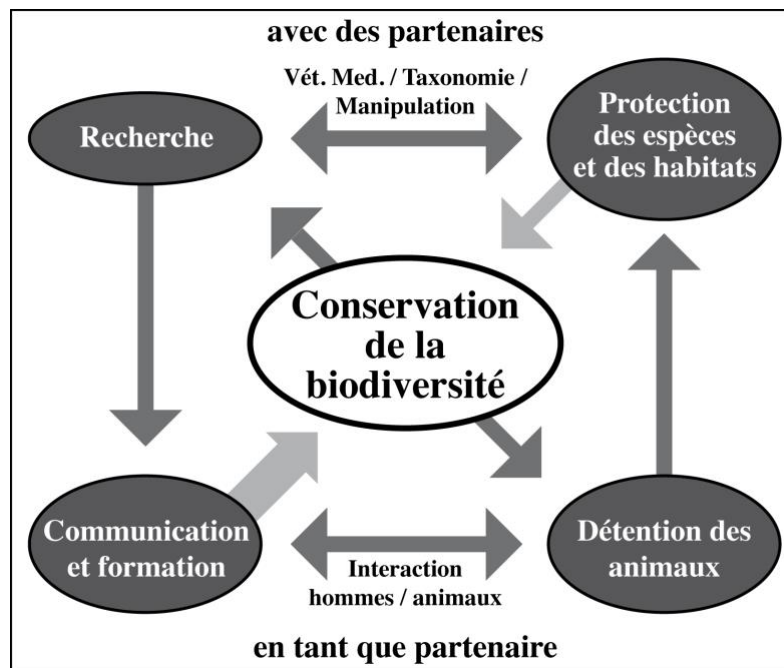 avec des partenaires
Vét. Med. / Taxonomie /
Manipulation
Recherche
Protection
des espèces
et des habitats
Conservation
de la
biodiversité
Communication
et formation
Interaction
hommes / animaux
Détention des
animaux
en tant que partenaire